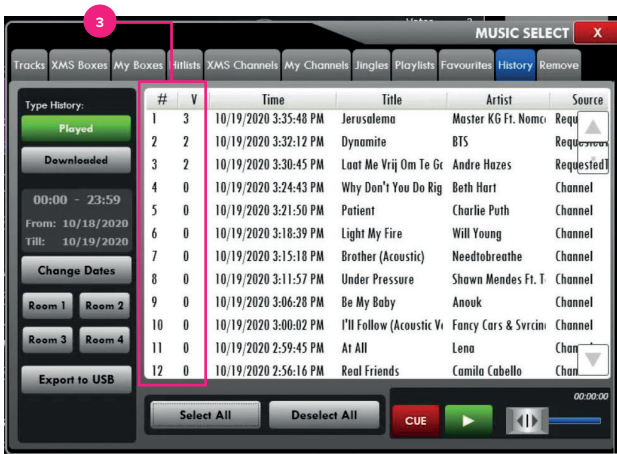 3
MUSIC SELECT X
Tracks XMS Boxes My Boxes Hitlists XMS Channels My Channels Jingles Playlists Favourites History Remove
Type History:
Played
Downloaded
00:00 - 23:59
From: 10/18/2020
Till: 10/19/2020
Change Dates
Room 1 Room 2
Room 3 Room 4
Export to USB
# V Time Title Artist Source
1 3 10/19/2020 3:35:48 PM Jerusalema Master KG Ft. Nomc Requ
2 2 10/19/2020 3:32:12 PM Dynamite BTS
3 2 10/19/2020 3:30:45 PM Laat Me Vrij Om Te Gc Andre Hazes RequestedT
4 0 10/19/2020 3:24:43 PM Why Don't You Do Rig Beth Hart Channel
5 0 10/19/2020 3:21:50 PM Patient Charlie Puth Channel
6 0 10/19/2020 3:18:39 PM Light My Fire Will Young Channel
7 0 10/19/2020 3:15:18 PM Brother (Acoustic) Needtobreathe Channel
8 0 10/19/2020 3:11:57 PM Under Pressure Shawn Mendes Ft. T Channel
9 0 10/19/2020 3:06:28 PM Be My Baby Anouk Channel
10 0 10/19/2020 3:00:02 PM I'll Follow (Acoustic Ve Fancy Cars & Svrcin Channel
11 0 10/19/2020 2:59:45 PM At All Lena Chan
12 0 10/19/2020 2:56:16 PM Real Friends Camila Cabello Chan
Select All Deselect All
CUE
00:00:00